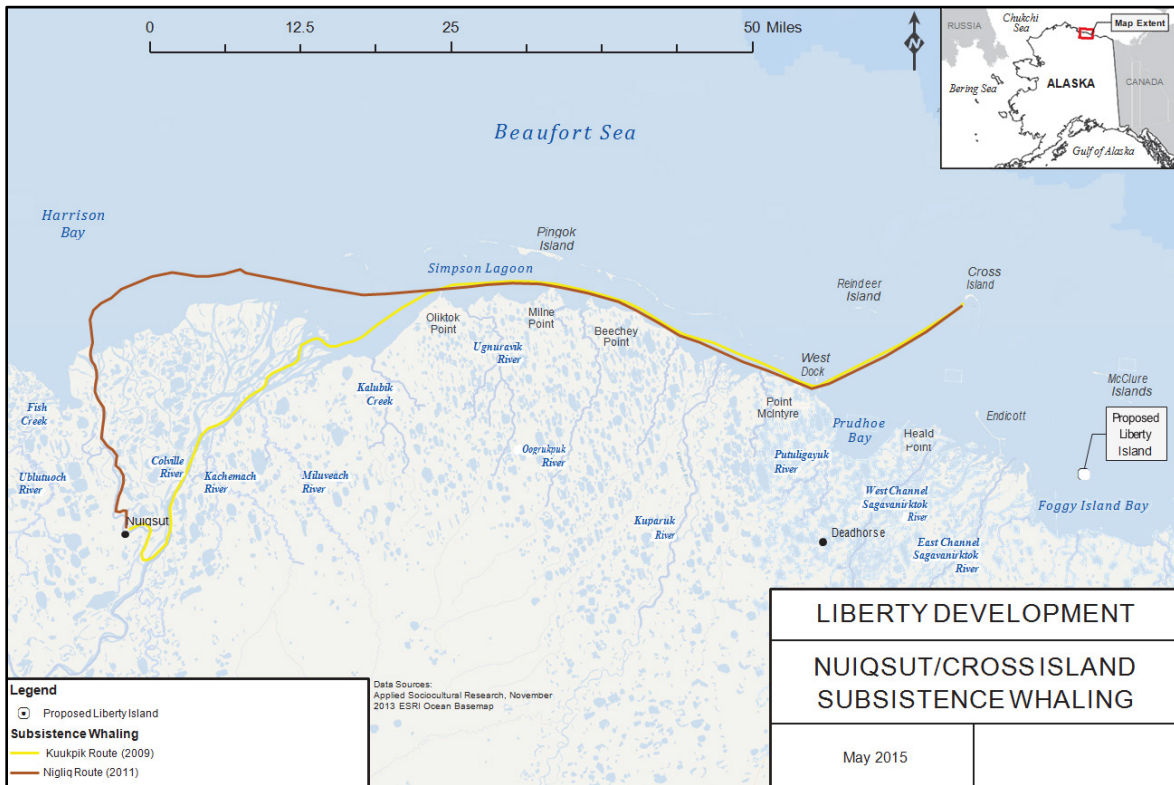 0
12.5
25
50 Miles
N
RUSSIA
Chukchi
Sea
Map Extent
Bering Sea
ALASKA
CANADA
Gulf of Alaska
Beaufort Sea
Harrison
Bay
Pingok
Island
Simpson Lagoon
Reindeer
Island
Cross
Island
Oliktok
Point
Milne
Point
Beechey
Point
Ugnuravik
River
West
Dock
McClure
Islands
Kalubik
Creek
Point
McIntyre
Endicott
Fish
Creek
Prudhoe
Bay
Heald
Point
Proposed
Liberty
Island
Colville
River
Kachemach
River
Miluveach
River
Oogrukpuk
River
Putuligayuk
River
Ublutuoch
River
West Channel
Sagavanirktok
River
Foggy Island Bay
Nuiqsut
Kuparuk
River
Deadhorse
East Channel
Sagavanirktok
River
LIBERTY DEVELOPMENT
NUIQSUT/CROSS ISLAND
SUBSISTENCE WHALING
May 2015
Legend
Proposed Liberty Island
Subsistence Whaling
Kuukpik Route (2009)
Nigliq Route (2011)
Data Sources:
Applied Sociocultural Research, November
2013 ESRI Ocean Basemap